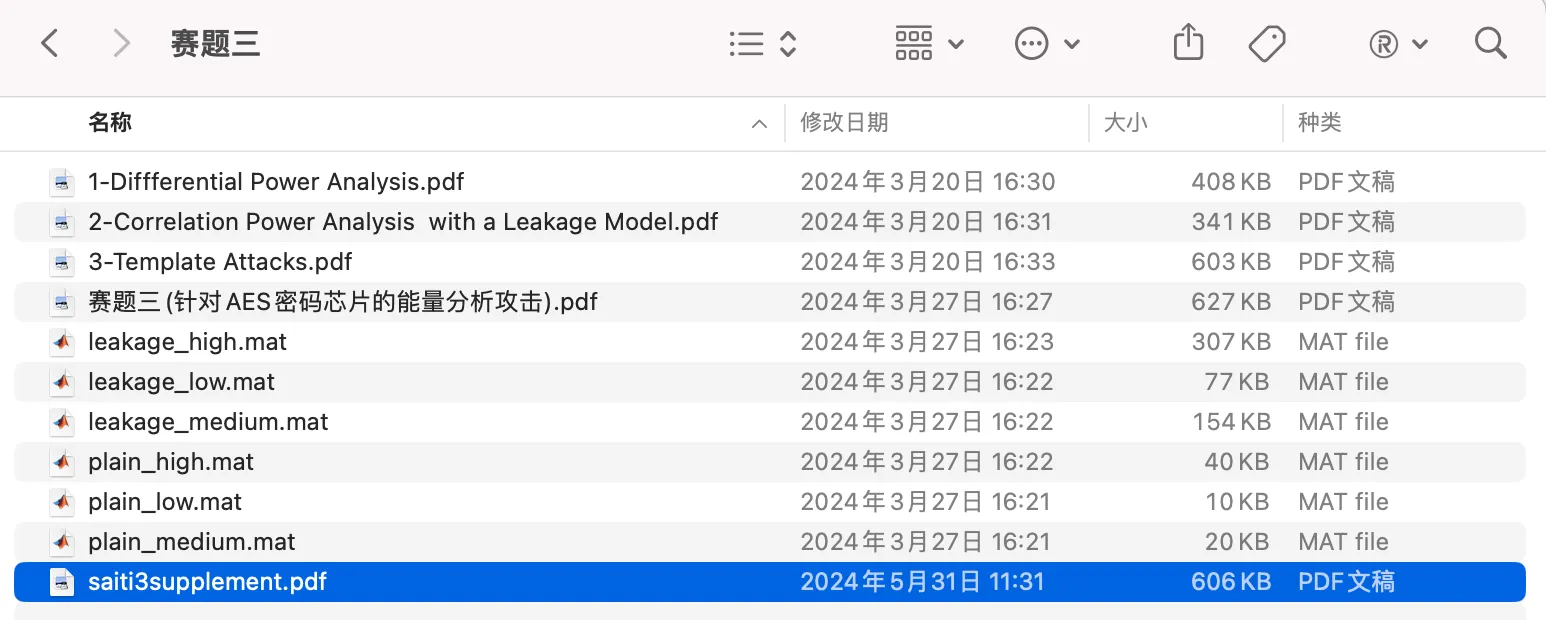 赛题三
名称 修改日期 大小 种类
1-Diffferential Power Analysis.pdf 2024年3月20日 16:30 408 KB PDF文稿
2-Correlation Power Analysis  with a Leakage Model.pdf 2024年3月20日 16:31 341 KB PDF文稿
3-Template Attacks.pdf 2024年3月20日 16:33 603 KB PDF文稿
赛题三 (针对AES密码芯片的能量分析攻击).pdf 2024年3月27日 16:27 627 KB PDF文稿
leakage_high.mat 2024年3月27日 16:23 307 KB MAT file
leakage_low.mat 2024年3月27日 16:22 77 KB MAT file
leakage_medium.mat 2024年3月27日 16:22 154 KB MAT file
plain_high.mat 2024年3月27日 16:22 40 KB MAT file
plain_low.mat 2024年3月27日 16:21 10 KB MAT file
plain_medium.mat 2024年3月27日 16:21 20 KB MAT file
saiti3supplement.pdf 2024年5月31日 11:31 606 KB PDF文稿